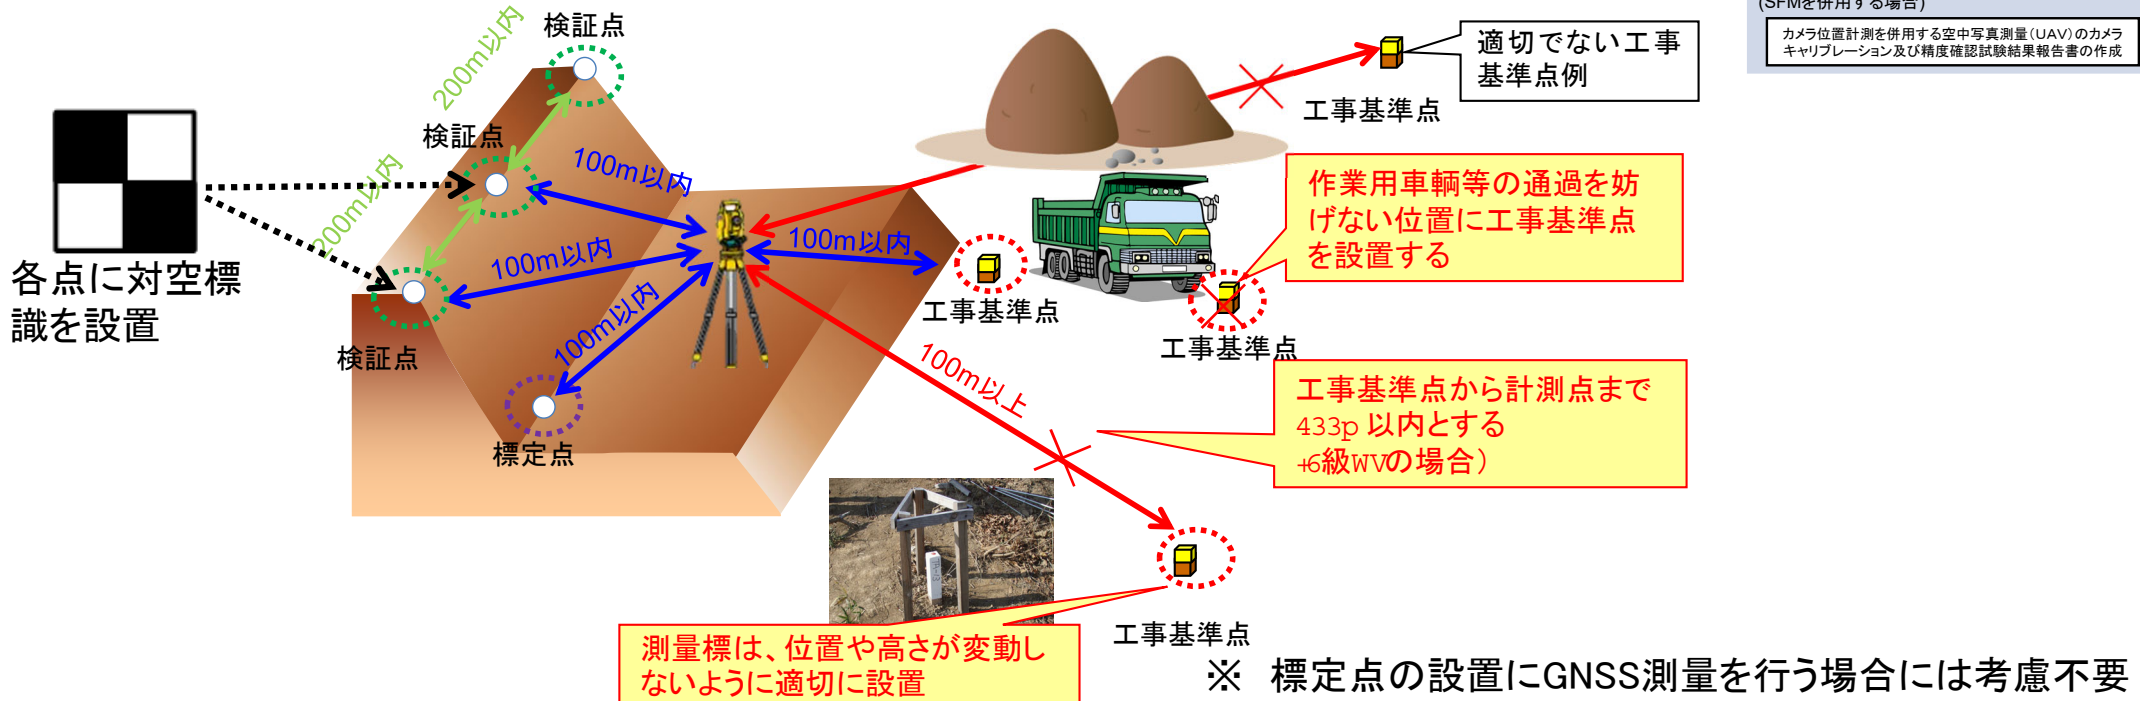 (SFMを併用する場合)
カメラ位置計測を併用する空中写真測量(UAV)のカメラ
キャリブレーション及び精度確認試験結果報告書の作成
検証点
200m以内
適切でない工事
基準点例
工事基準点
検証点
100m以内
200m以内
作業用車輌等の通過を妨
げない位置に工事基準点
を設置する
各点に対空標
識を設置
100m以内
100m以内
工事基準点
100m以内
検証点
工事基準点
100m以上
工事基準点から計測点まで
433p 以内とする
+6級WVの場合)
標定点
工事基準点
測量標は、位置や高さが変動し
ないように適切に設置
※ 標定点の設置にGNSS測量を行う場合には考慮不要